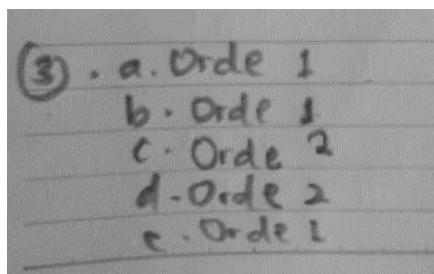 ③. a. Orde 1
b. Orde 1
c. Orde 2
d. Orde 2
e. Orde 1